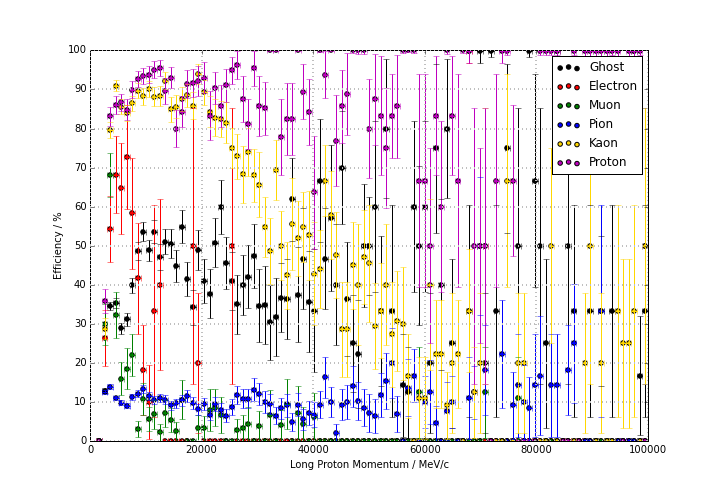 100
90
80
70
60
50
40
30
20
10
0
Efficiency / %
0 20000 40000 60000 80000 100000
Long Proton Momentum / MeV/c
Ghost
Electron
Muon
Pion
Kaon
Proton